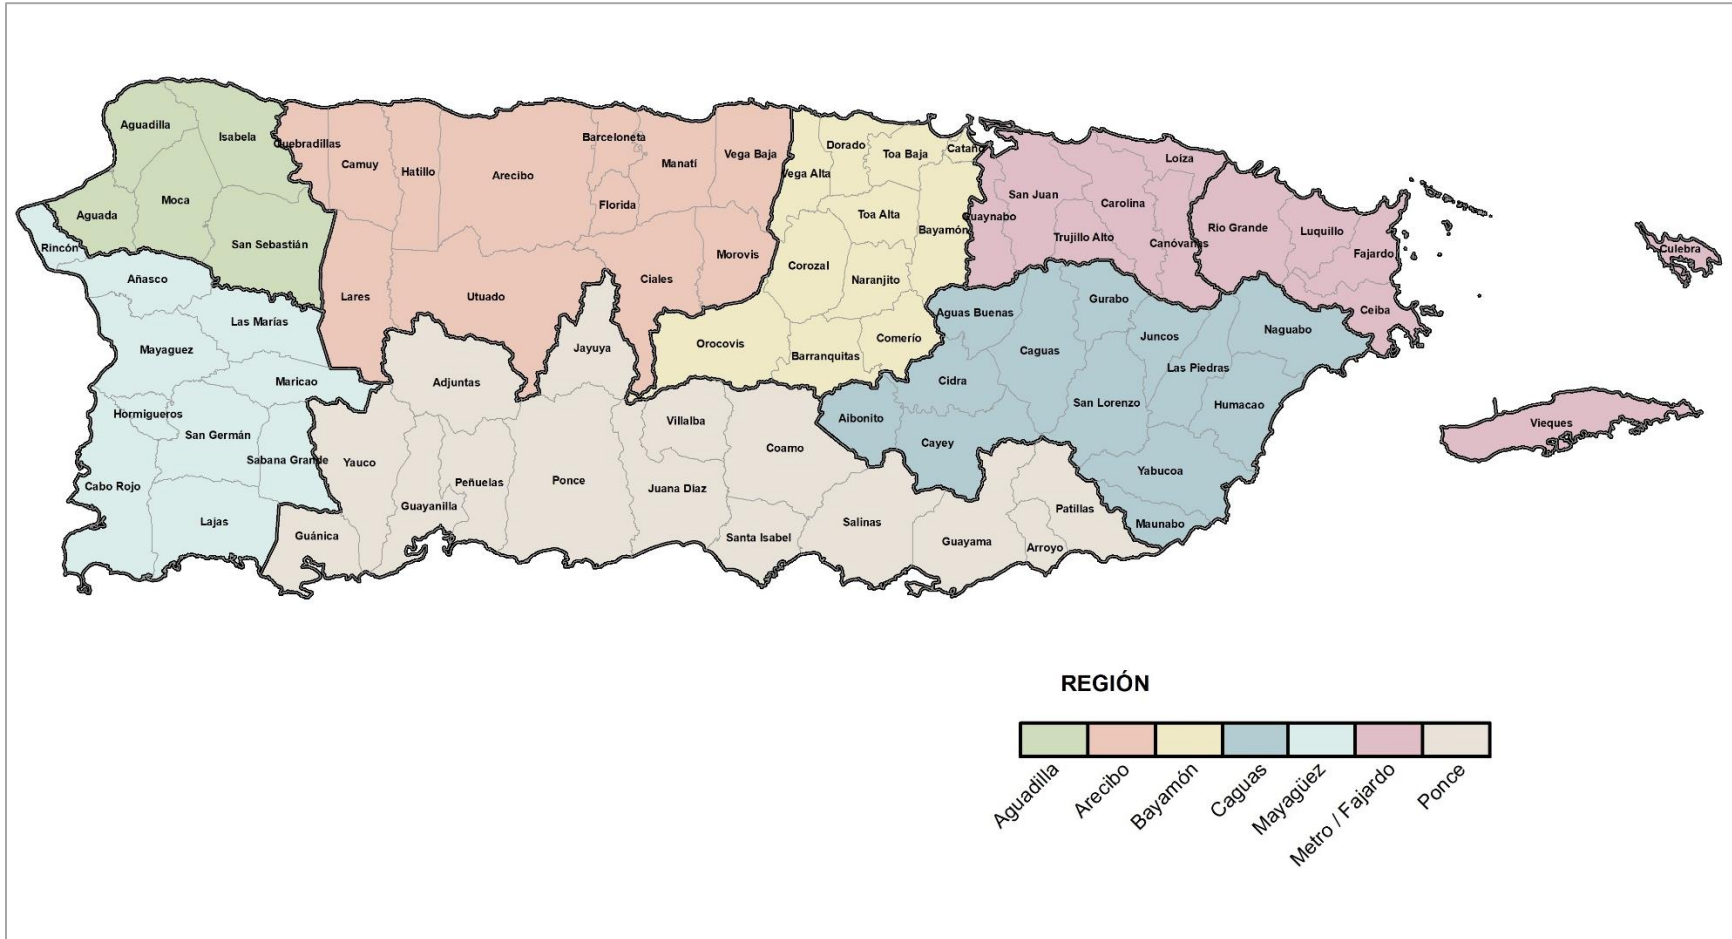 Aguadilla
Isabela
Quebradillas
Camuy
Hatillo
Arecibo
Barceloneta
Manatí
Vega Baja
Vega Alta
Dorado
Toa Baja
Cataño
Loíza
Moca
Aguada
San Sebastián
Florida
Toa Alta
Bayamón
Guaynabo
San Juan
Carolina
Trujillo Alto
Canóvanas
Río Grande
Luquillo
Fajardo
Culebra
Rincón
Añasco
Las Marías
Mayaguez
Maricao
Lares
Utuado
Ciales
Morovis
Corozal
Naranjito
Orocovis
Barranquitas
Comerío
Aguas Buenas
Gurabo
Caguas
Juncos
Naguabo
Ceiba
Jayuya
Adjuntas
Cidra
Las Piedras
San Lorenzo
Humacao
Hormigueros
San Germán
Sabana Grande
Yauco
Villalba
Coamo
Aibonito
Cayey
Vieques
Cabo Rojo
Lajas
Guánica
Guayanilla
Peñuelas
Ponce
Juana Diaz
Santa Isabel
Salinas
Guayama
Arroyo
Patillas
Yabucoa
Maunabo
REGIÓN
Aguadilla
Arecibo
Bayamón
Caguas
Mayagüez
Metro / Fajardo
Ponce